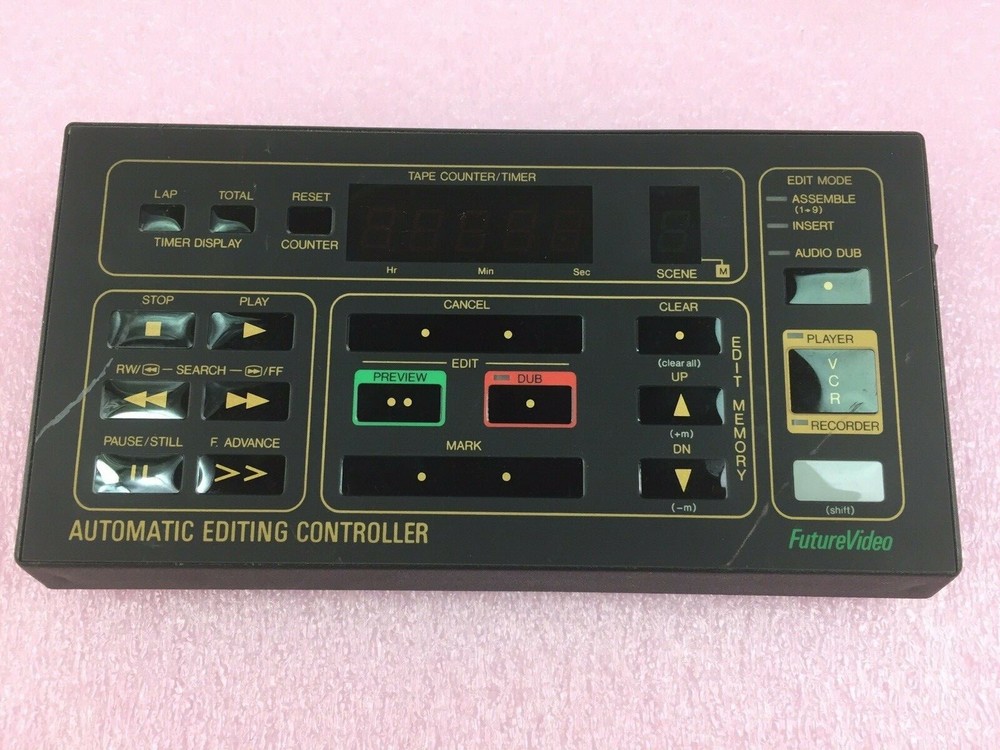 TAPE COUNTER/TIMER
LAP TOTAL RESET
TIMER DISPLAY COUNTER
Hr Min Sec
SCENE M
EDIT MODE
ASSEMBLE
(1→9)
INSERT
AUDIO DUB
STOP PLAY
RW/ — SEARCH — /FF
PAUSE/STILL F. ADVANCE
CANCEL
EDIT
PREVIEW DUB
MARK
CLEAR
(clear all)
UP
(+m)
DN
(-m)
EDIT MEMORY
PLAYER
VCR
RECORDER
(shift)
AUTOMATIC EDITING CONTROLLER
FutureVideo